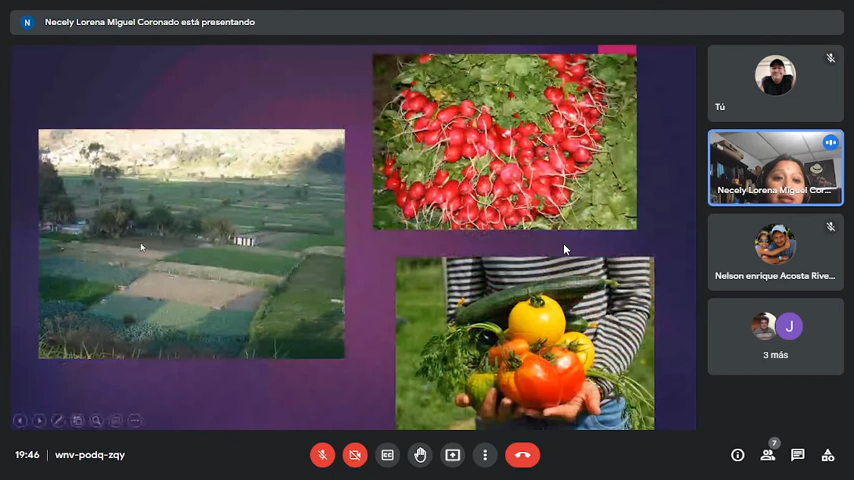 N
Necely Lorena Miguel Coronado está presentando
Tú
Necely Lorena Miguel Cor...
Nelson enrique Acosta Rive...
J
3 más
19:46
wnv-podq-zqy
7